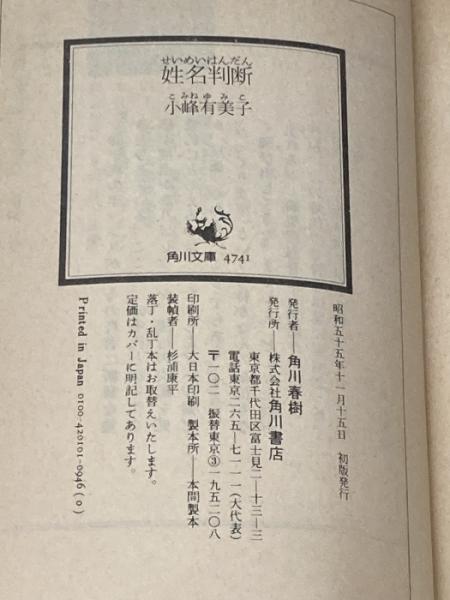 せいめいはんだん
姓名判断
こみねゆみこ
小峰有美子
角川文庫 4741
昭和五十五年十一月十五日 初版発行
発行者——角川春樹
発行所——株式会社角川書店
東京都千代田区富士見二—十三—三
電話東京二六五—七一一一(大代表)
〒一〇二 振替東京③一九五二〇八
印刷所——大日本印刷 製本所——本間製本
装幀者——杉浦康平
落丁・乱丁本はお取替えいたします。
定価はカバーに明記してあります。
Printed in Japan 0100-420101-0946(0)